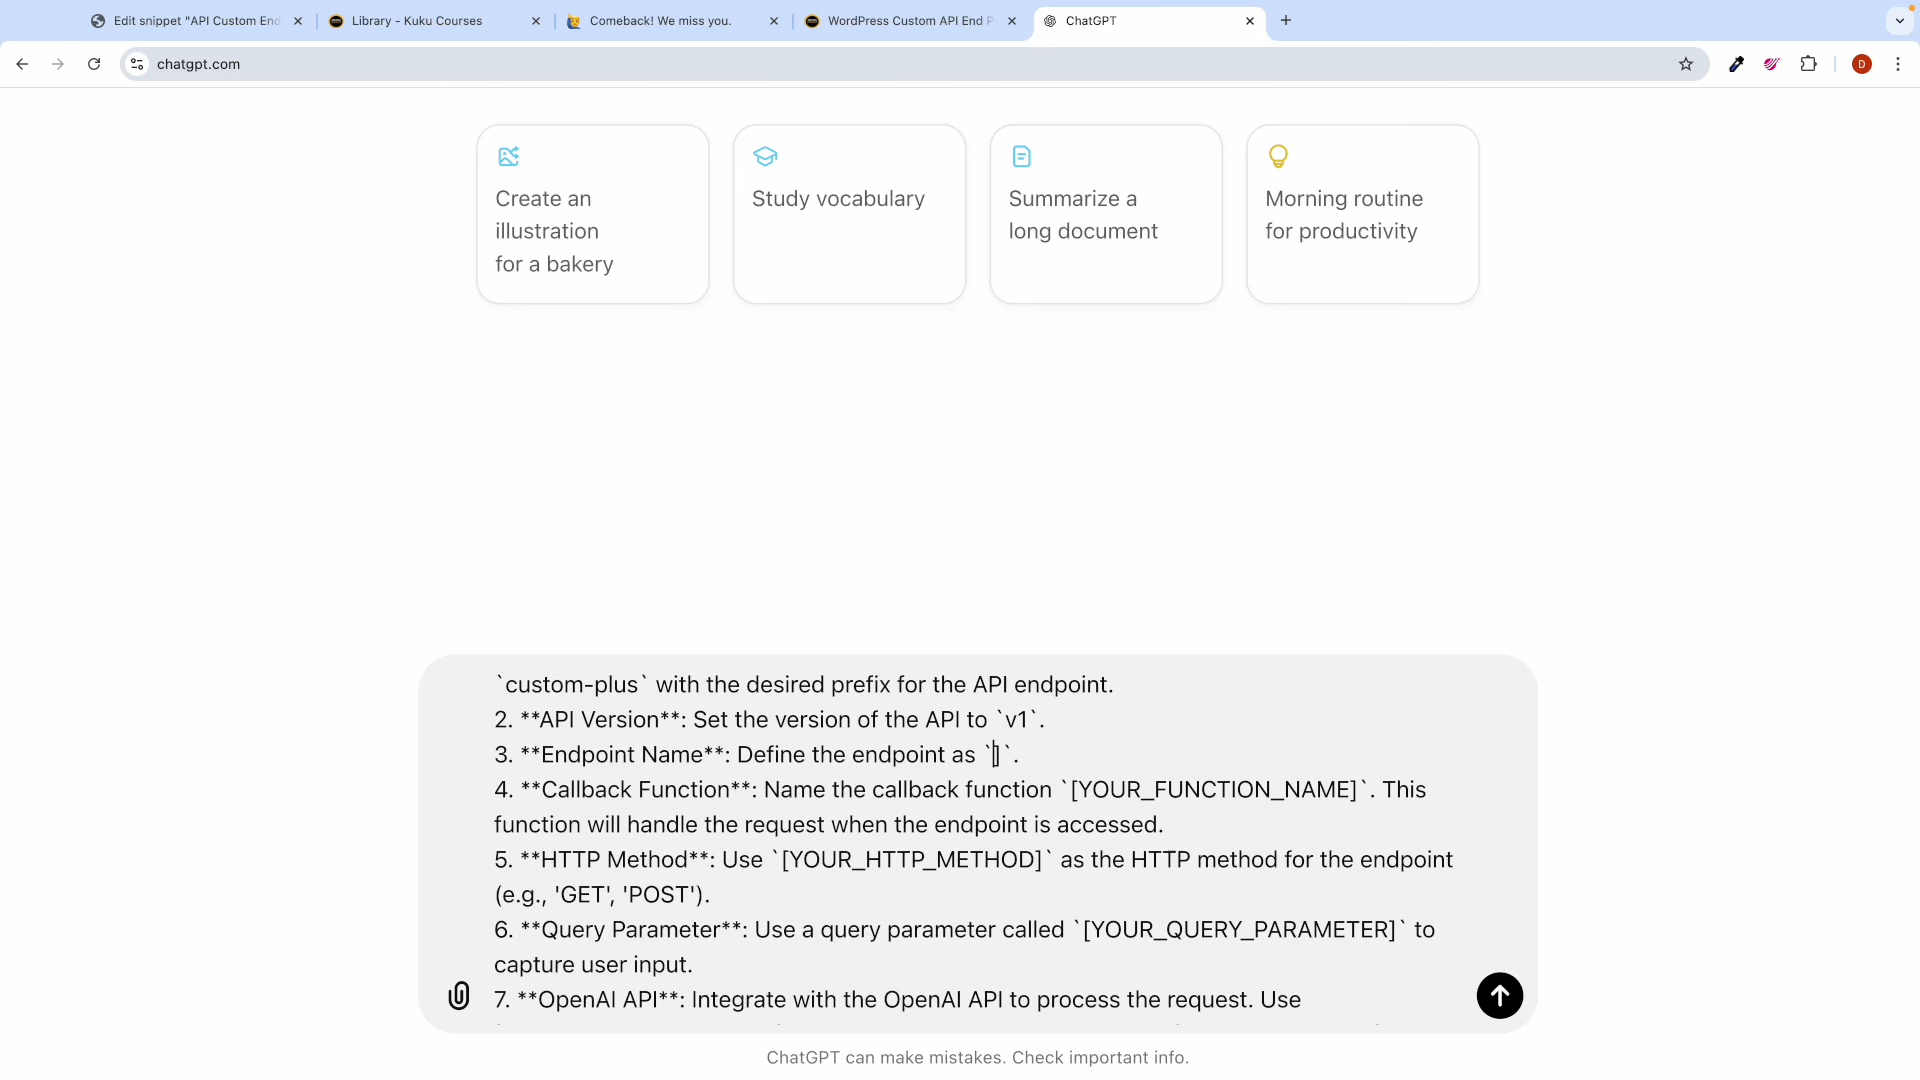 Edit snippet "API Custom End
Library - Kuku Courses
Comeback! We miss you.
WordPress Custom API End P
ChatGPT
chatgpt.com
D
Create an
illustration
for a bakery
Study vocabulary
Summarize a
long document
Morning routine
for productivity
`custom-plus` with the desired prefix for the API endpoint.
2. **API Version**: Set the version of the API to `v1`.
3. **Endpoint Name**: Define the endpoint as `[]`.
4. **Callback Function**: Name the callback function `[YOUR_FUNCTION_NAME]`. This
function will handle the request when the endpoint is accessed.
5. **HTTP Method**: Use `[YOUR_HTTP_METHOD]` as the HTTP method for the endpoint
(e.g., 'GET', 'POST').
6. **Query Parameter**: Use a query parameter called `[YOUR_QUERY_PARAMETER]` to
capture user input.
7. **OpenAI API**: Integrate with the OpenAI API to process the request. Use
ChatGPT can make mistakes. Check important info.